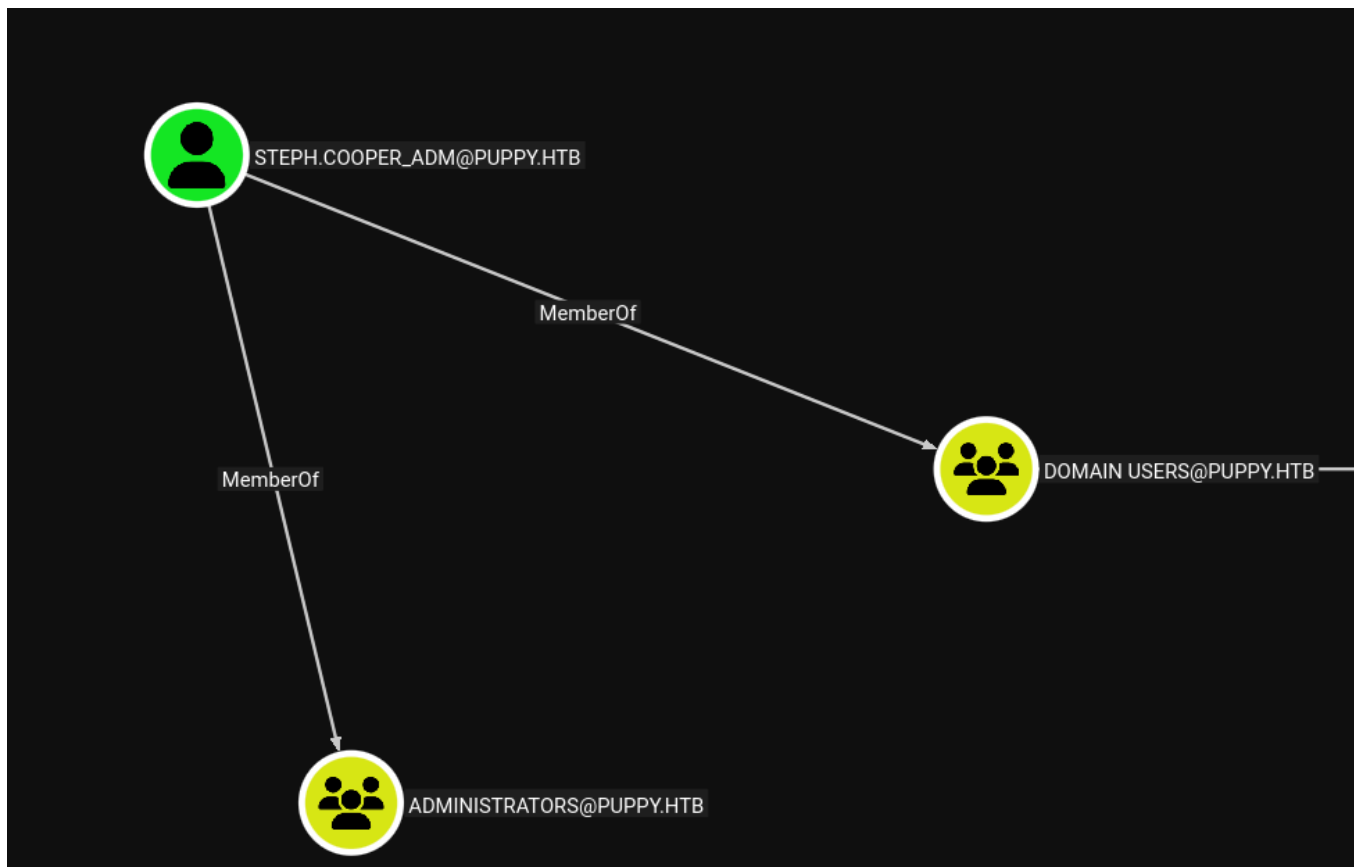 STEPH.COOPER_ADM@PUPPY.HTB
MemberOf
DOMAIN USERS@PUPPY.HTB
MemberOf
ADMINISTRATORS@PUPPY.HTB